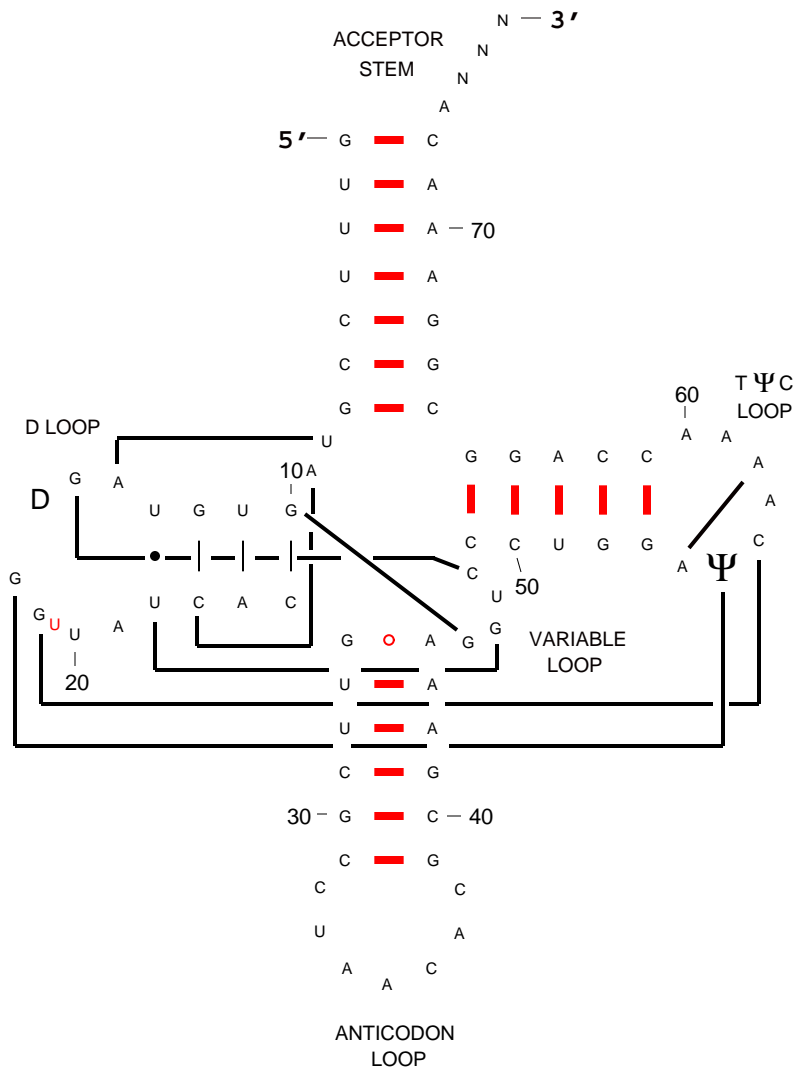 N — 3′
ACCEPTOR
STEM
N
N
A
5′ — G C
U A
U A — 70
U A
C G
C G
G C
60
T Ψ C
LOOP
D LOOP
U
A A A
G G A C C
G A
10 A
D
U G U G
A
C C U G G
C
C
A Ψ
50
G
U C A C
U
G U U A
G A G G
VARIABLE
LOOP
20
U A
U A
C G
30 — G C — 40
C G
C C
U A
A C
A
ANTICODON
LOOP